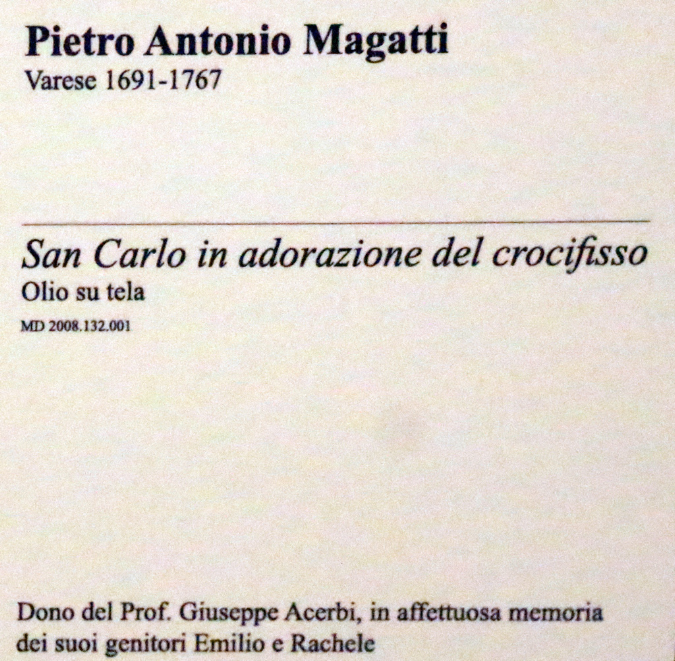 Pietro Antonio Magatti
Varese 1691-1767
San Carlo in adorazione del crocifisso
Olio su tela
MD 2008.132.001
Dono del Prof. Giuseppe Acerbi, in affettuosa memoria
dei suoi genitori Emilio e Rachele